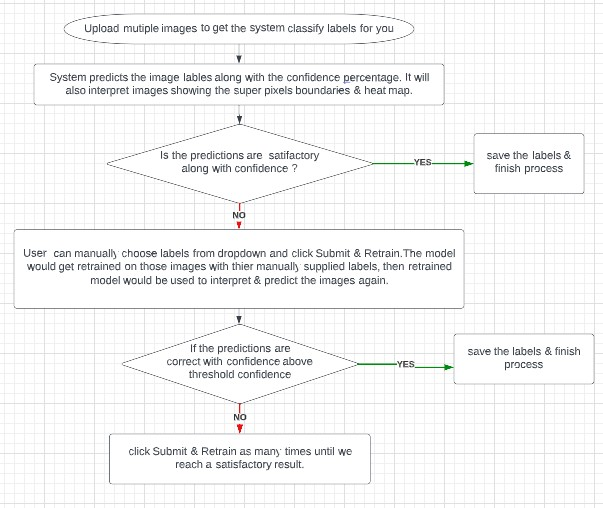 Upload mutiple images to get the system classify labels for you
System predicts the image lables along with the confidence percentage. It will
also interpret images showing the super pixels boundaries & heat map.
Is the predictions are satifactory
along with confidence ?
YES
save the labels &
finish process
NO
User can manually choose labels from dropdown and click Submit & Retrain.The model
would get retrained on those images with thier manually supplied labels, then retrained
model would be used to interpret & predict the images again.
If the predictions are
correct with confidence above
threshold confidence
YES
save the labels & finish
process
NO
click Submit & Retrain as many times until we
reach a satisfactory result.